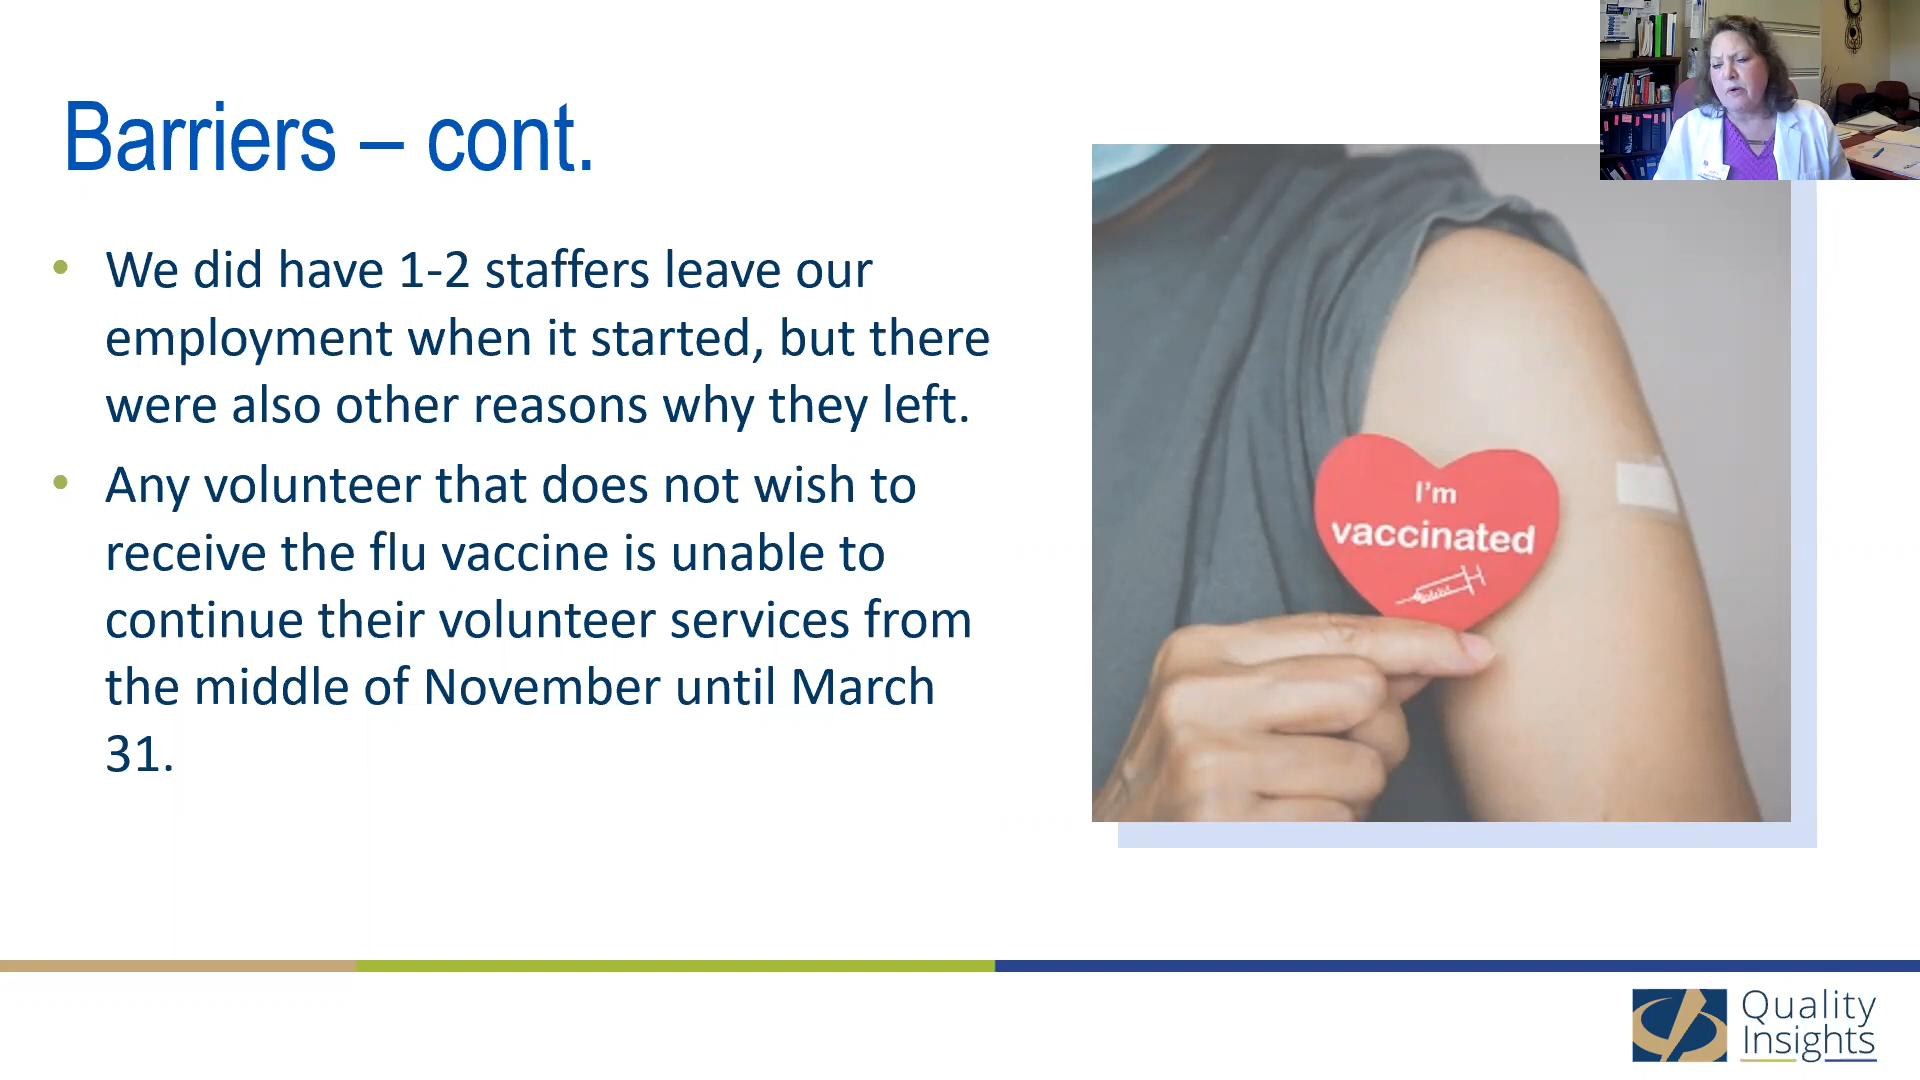 Barriers – cont.
• We did have 1-2 staffers leave our
employment when it started, but there
were also other reasons why they left.
• Any volunteer that does not wish to
receive the flu vaccine is unable to
continue their volunteer services from
the middle of November until March
31.
I'm
vaccinated
Quality
Insights